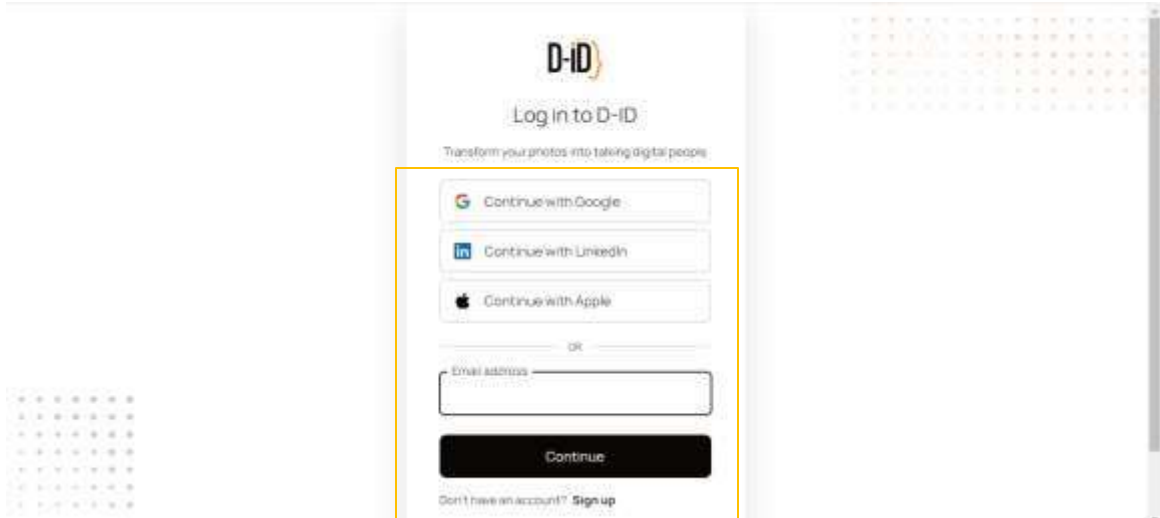 D-iD
Log in to D-ID
Transform your photos into talking digital people
Continue with Google
in Continue with LinkedIn
Continue with Apple
OR
Email address
Continue
Don't have an account? Sign up